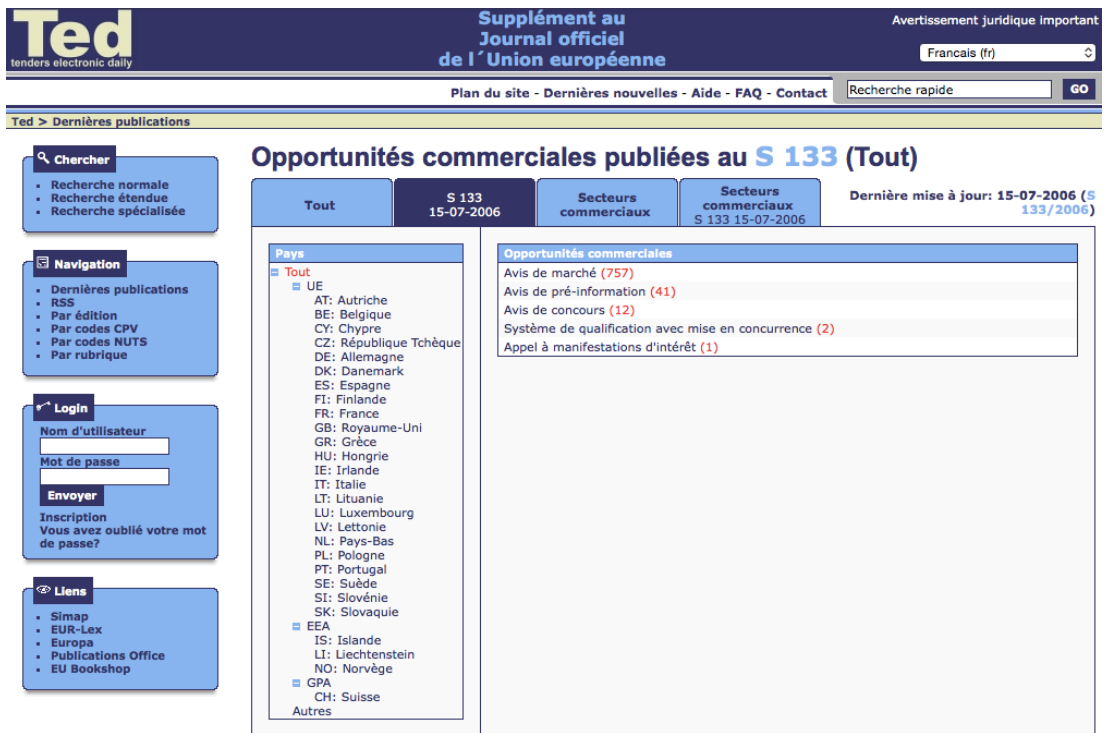 Ted
tenders electronic daily
Supplément au
Journal officiel
de l´Union européenne
Avertissement juridique important
Francais (fr)
Plan du site - Dernières nouvelles - Aide - FAQ - Contact
Recherche rapide
GO
Ted > Dernières publications
Chercher
Recherche normale
Recherche étendue
Recherche spécialisée
Navigation
Dernières publications
RSS
Par édition
Par codes CPV
Par codes NUTS
Par rubrique
Login
Nom d'utilisateur
Mot de passe
Envoyer
Inscription
Vous avez oublié votre mot
de passe?
Liens
Simap
EUR-Lex
Europa
Publications Office
EU Bookshop
Opportunités commerciales publiées au S 133 (Tout)
Tout
S 133
15-07-2006
Secteurs
commerciaux
Secteurs
commerciaux
S 133 15-07-2006
Dernière mise à jour: 15-07-2006 (S
133/2006)
Pays
Tout
UE
AT: Autriche
BE: Belgique
CY: Chypre
CZ: République Tchèque
DE: Allemagne
DK: Danemark
ES: Espagne
FI: Finlande
FR: France
GB: Royaume-Uni
GR: Grèce
HU: Hongrie
IE: Irlande
IT: Italie
LT: Lituanie
LU: Luxembourg
LV: Lettonie
NL: Pays-Bas
PL: Pologne
PT: Portugal
SE: Suède
SI: Slovénie
SK: Slovaquie
EEA
IS: Islande
LI: Liechtenstein
NO: Norvège
GPA
CH: Suisse
Autres
Opportunités commerciales
Avis de marché (757)
Avis de pré-information (41)
Avis de concours (12)
Système de qualification avec mise en concurrence (2)
Appel à manifestations d'intérêt (1)